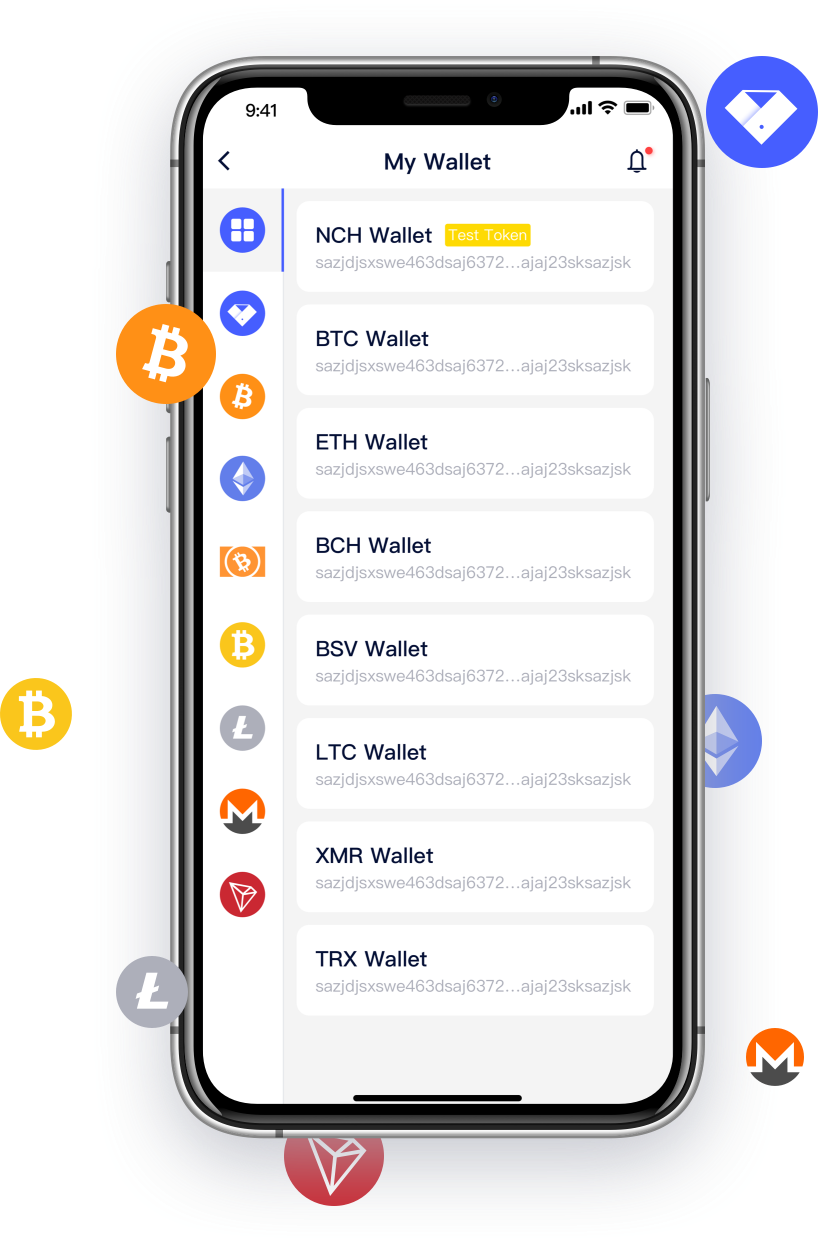 9:41
My Wallet
NCH Wallet Test Token
sazjdjsxswe463dsaj6372...ajaj23sksazjsk
BTC Wallet
sazjdjsxswe463dsaj6372...ajaj23sksazjsk
ETH Wallet
sazjdjsxswe463dsaj6372...ajaj23sksazjsk
BCH Wallet
sazjdjsxswe463dsaj6372...ajaj23sksazjsk
BSV Wallet
sazjdjsxswe463dsaj6372...ajaj23sksazjsk
LTC Wallet
sazjdjsxswe463dsaj6372...ajaj23sksazjsk
XMR Wallet
sazjdjsxswe463dsaj6372...ajaj23sksazjsk
TRX Wallet
sazjdjsxswe463dsaj6372...ajaj23sksazjsk